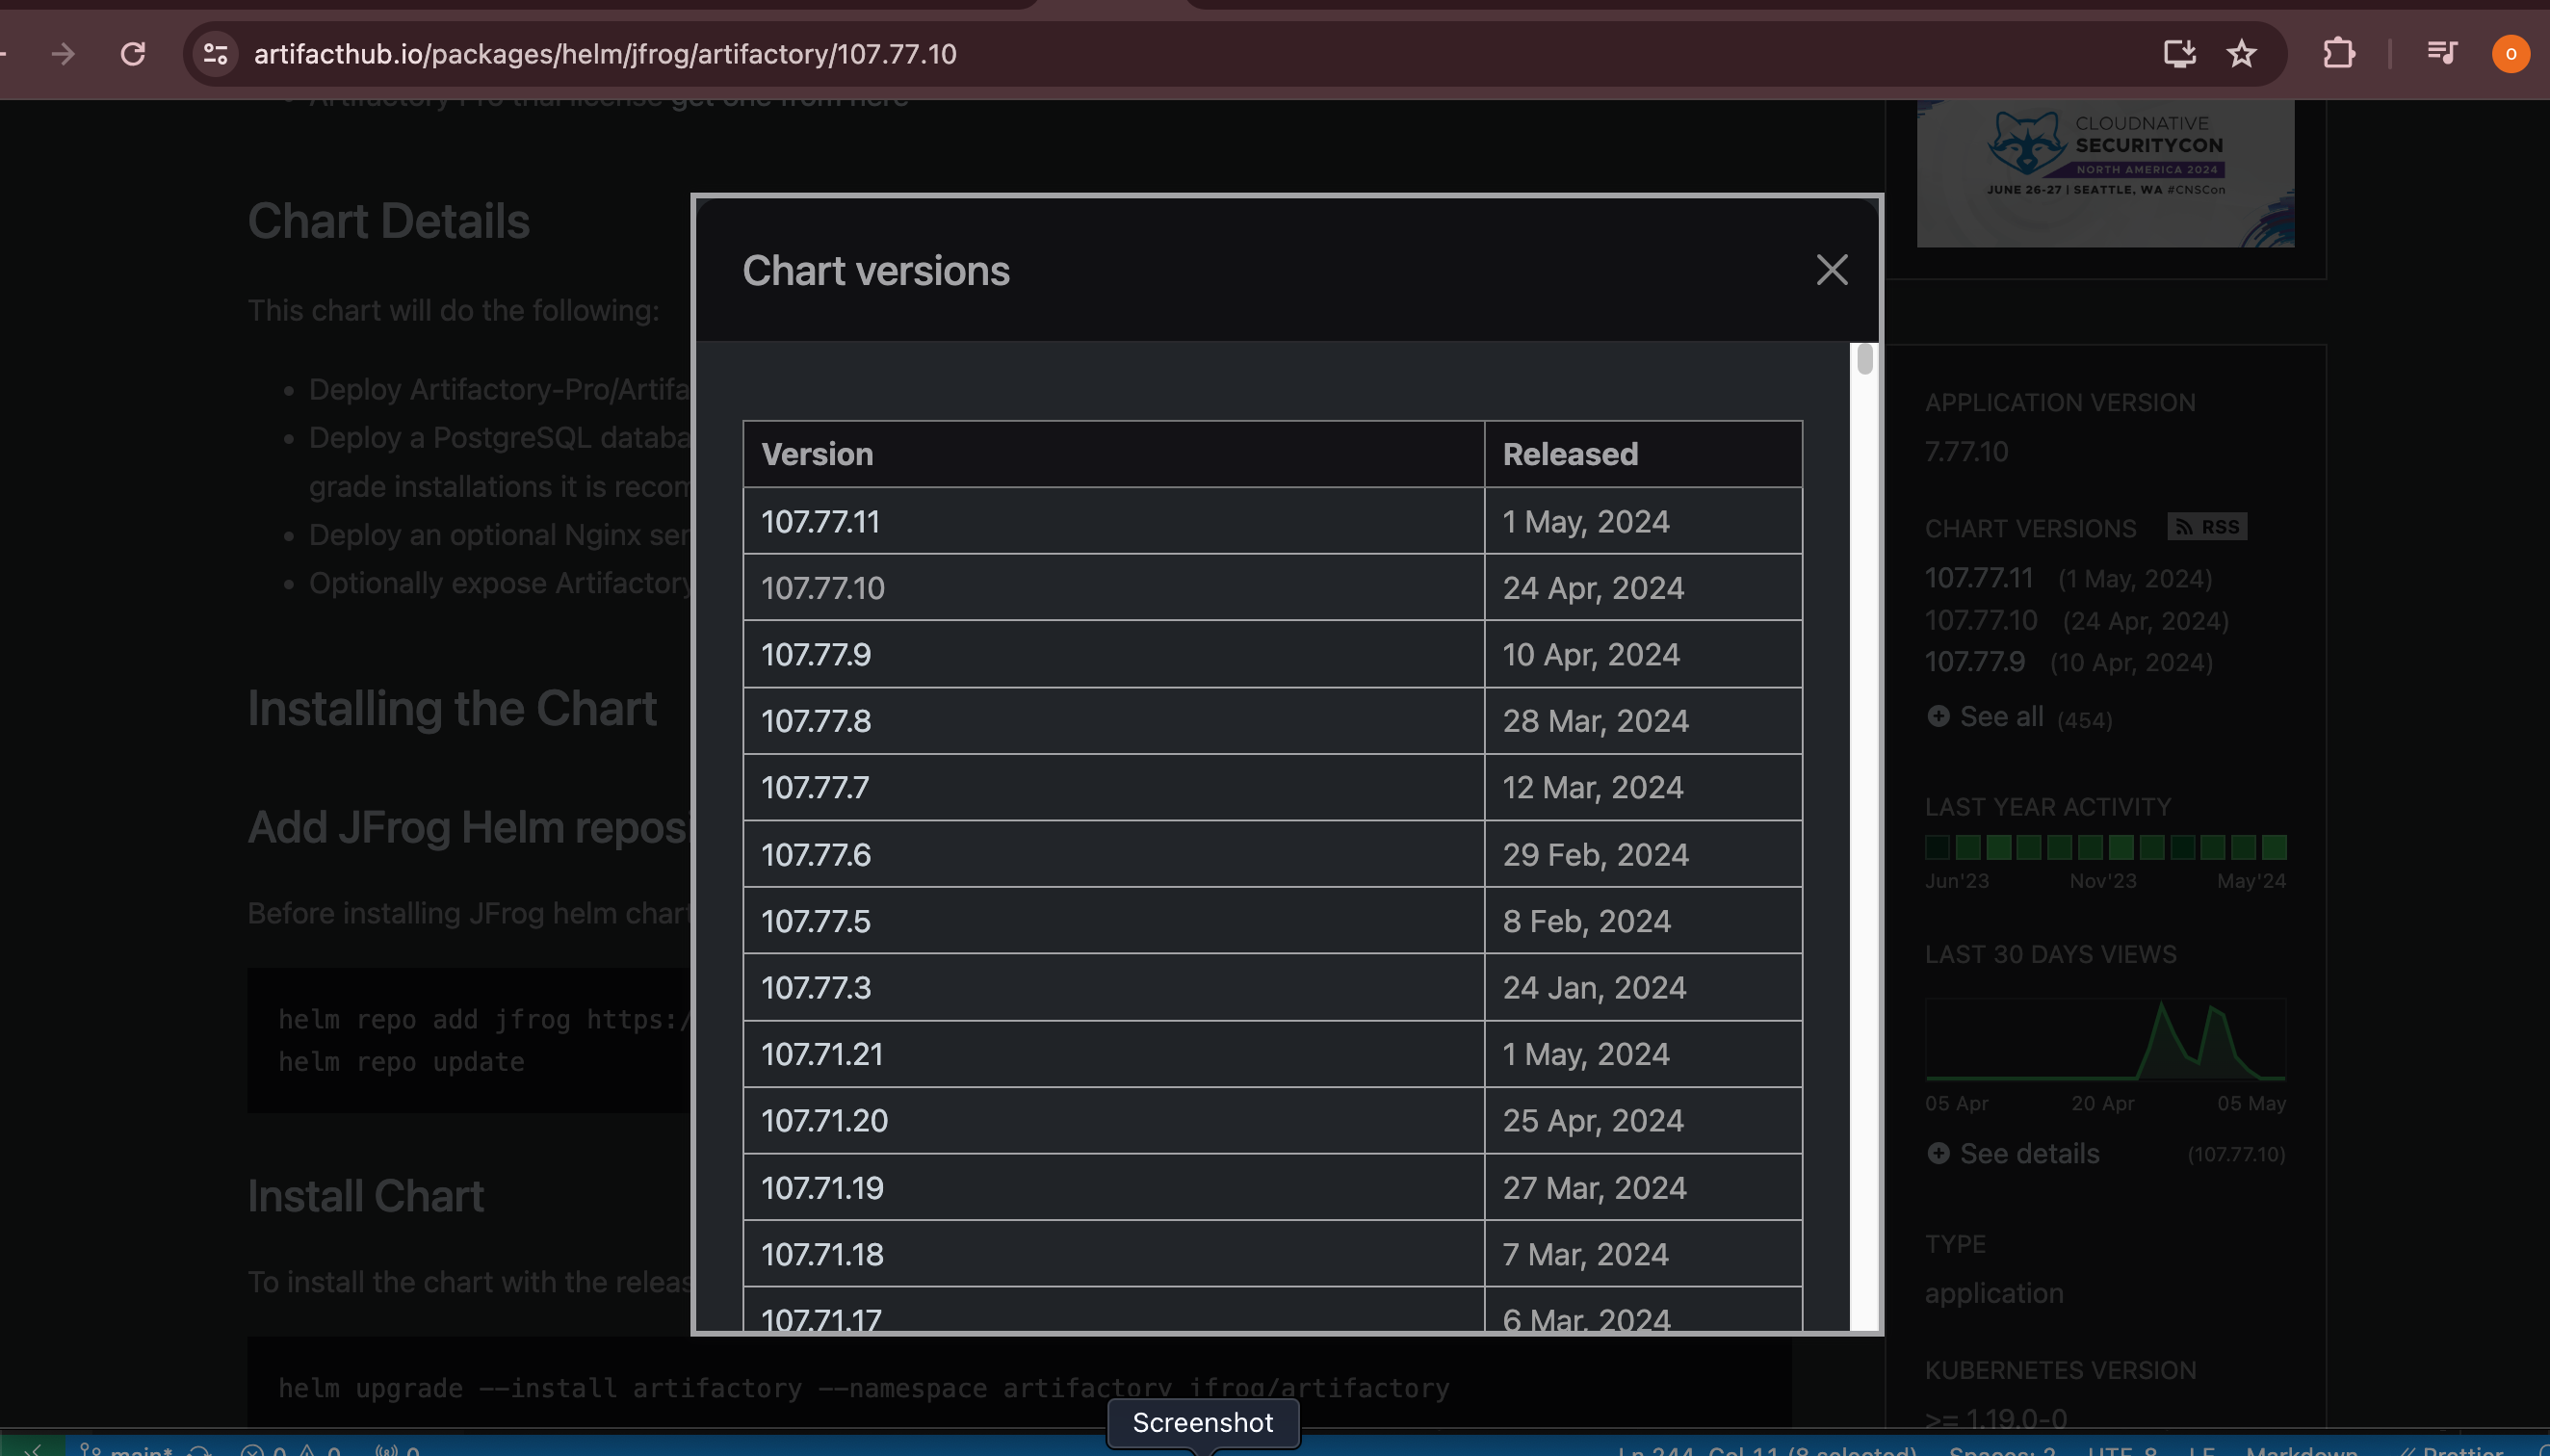 artifacthub.io/packages/helm/jfrog/artifactory/107.77.10
O
Artifactory Pro trial license get one from here
Chart Details
This chart will do the following:
• Deploy Artifactory-Pro/Artifa
• Deploy a PostgreSQL databa
grade installations it is recom
• Deploy an optional Nginx ser
• Optionally expose Artifactory
Installing the Chart
Add JFrog Helm reposi
Before installing JFrog helm chart
helm repo add jfrog https:/
helm repo update
Install Chart
To install the chart with the releas
helm upgrade --install artifactory --namespace artifactory jfrog/artifactory
Chart versions
Version Released
107.77.11 1 May, 2024
107.77.10 24 Apr, 2024
107.77.9 10 Apr, 2024
107.77.8 28 Mar, 2024
107.77.7 12 Mar, 2024
107.77.6 29 Feb, 2024
107.77.5 8 Feb, 2024
107.77.3 24 Jan, 2024
107.71.21 1 May, 2024
107.71.20 25 Apr, 2024
107.71.19 27 Mar, 2024
107.71.18 7 Mar, 2024
107.71.17 6 Mar, 2024
CLOUDNATIVE
SECURITYCON
NORTH AMERICA 2024
JUNE 26-27 | SEATTLE, WA #CNSCon
APPLICATION VERSION
7.77.10
CHART VERSIONS RSS
107.77.11 (1 May, 2024)
107.77.10 (24 Apr, 2024)
107.77.9 (10 Apr, 2024)
See all (454)
LAST YEAR ACTIVITY
Jun'23 Nov'23 May'24
LAST 30 DAYS VIEWS
05 Apr 20 Apr 05 May
See details (107.77.10)
TYPE
application
KUBERNETES VERSION
>= 1.19.0-0
Screenshot
main* 0 0 0 Ln 244, Col 11 (8 selected) Spaces: 2 UTF-8 LF Markdown Prettier